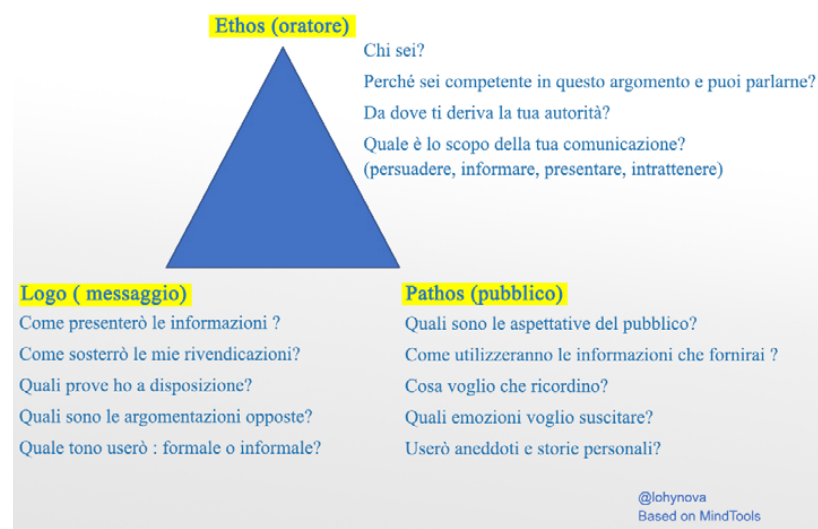 Ethos (oratore)
Chi sei?
Perché sei competente in questo argomento e puoi parlarne?
Da dove ti deriva la tua autorità?
Quale è lo scopo della tua comunicazione?
(persuadere, informare, presentare, intrattenere)
Logo ( messaggio)
Come presenterò le informazioni ?
Come sosterrò le mie rivendicazioni?
Quali prove ho a disposizione?
Quali sono le argomentazioni opposte?
Quale tono userò : formale o informale?
Pathos (pubblico)
Quali sono le aspettative del pubblico?
Come utilizzeranno le informazioni che fornirai ?
Cosa voglio che ricordino?
Quali emozioni voglio suscitare?
Userò aneddoti e storie personali?
@lohynova
Based on MindTools